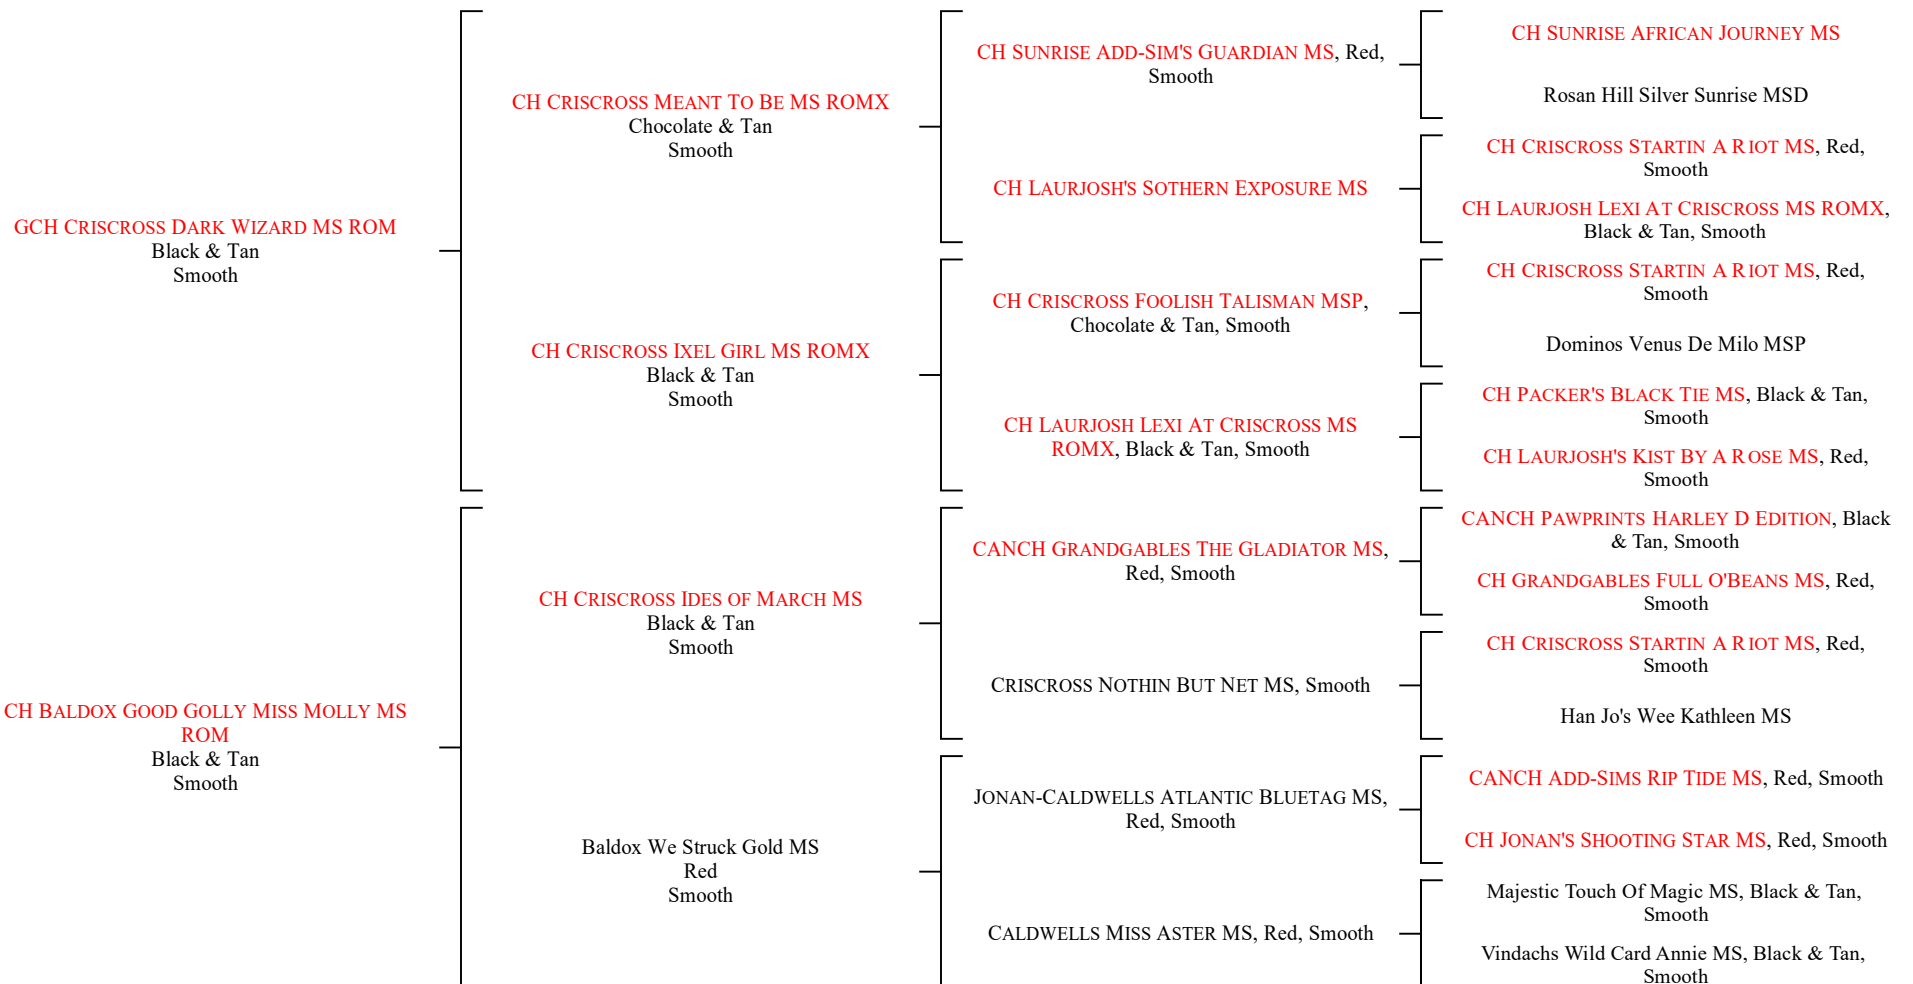 GCH CRISCROSS DARK WIZARD MS ROM
Black & Tan
Smooth
CH BALDOX GOOD GOLLY MISS MOLLY MS
ROM
Black & Tan
Smooth
CH CRISCROSS MEANT TO BE MS ROMX
Chocolate & Tan
Smooth
CH CRISCROSS IXEL GIRL MS ROMX
Black & Tan
Smooth
CH CRISCROSS IDES OF MARCH MS
Black & Tan
Smooth
Baldox We Struck Gold MS
Red
Smooth
CH SUNRISE ADD-SIM'S GUARDIAN MS, Red,
Smooth
CH LAURJOSH'S SOTHERN EXPOSURE MS
CH CRISCROSS FOOLISH TALISMAN MSP,
Chocolate & Tan, Smooth
CH LAURJOSH LEXI AT CRISCROSS MS
ROMX, Black & Tan, Smooth
CANCH GRANDGABLES THE GLADIATOR MS,
Red, Smooth
CRISCROSS NOTHIN BUT NET MS, Smooth
JONAN-CALDWELLS ATLANTIC BLUETAG MS,
Red, Smooth
CALDWELLS MISS ASTER MS, Red, Smooth
CH SUNRISE AFRICAN JOURNEY MS
Rosan Hill Silver Sunrise MSD
CH CRISCROSS STARTIN A RIOT MS, Red,
Smooth
CH LAURJOSH LEXI AT CRISCROSS MS ROMX,
Black & Tan, Smooth
CH CRISCROSS STARTIN A RIOT MS, Red,
Smooth
Dominos Venus De Milo MSP
CH PACKER'S BLACK TIE MS, Black & Tan,
Smooth
CH LAURJOSH'S KIST BY A ROSE MS, Red,
Smooth
CANCH PAWPRINTS HARLEY D EDITION, Black
& Tan, Smooth
CH GRANDGABLES FULL O'BEANS MS, Red,
Smooth
CH CRISCROSS STARTIN A RIOT MS, Red,
Smooth
Han Jo's Wee Kathleen MS
CANCH ADD-SIMS RIP TIDE MS, Red, Smooth
CH JONAN'S SHOOTING STAR MS, Red, Smooth
Majestic Touch Of Magic MS, Black & Tan,
Smooth
Vindachs Wild Card Annie MS, Black & Tan,
Smooth